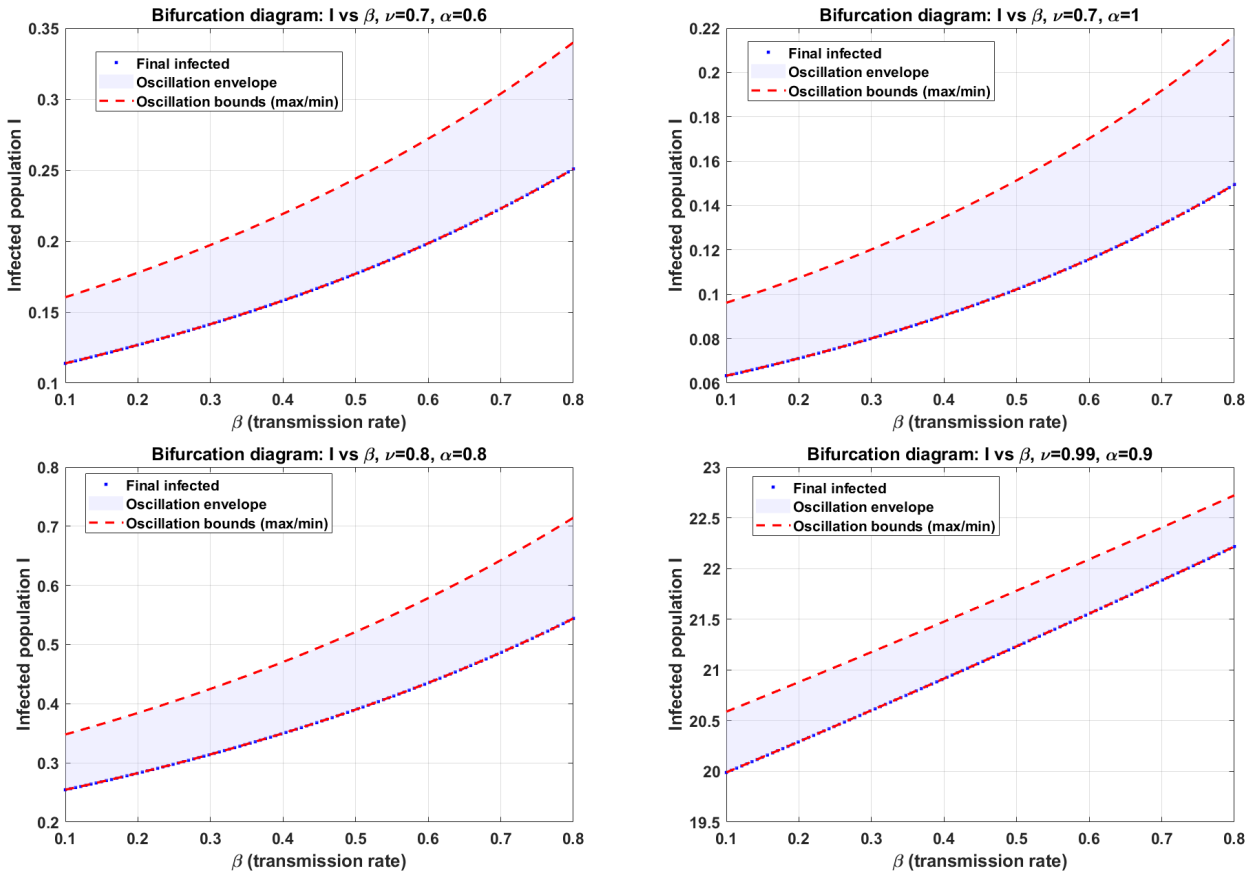 Bifurcation diagram: I vs β, ν=0.7, α=0.6
Infected population I
0.35
0.3
0.25
0.2
0.15
0.1
Final infected
Oscillation envelope
Oscillation bounds (max/min)
0.1 0.2 0.3 0.4 0.5 0.6 0.7 0.8
β (transmission rate)
Bifurcation diagram: I vs β, ν=0.7, α=1
Infected population I
0.22
0.2
0.18
0.16
0.14
0.12
0.1
0.08
0.06
Final infected
Oscillation envelope
Oscillation bounds (max/min)
0.1 0.2 0.3 0.4 0.5 0.6 0.7 0.8
β (transmission rate)
Bifurcation diagram: I vs β, ν=0.8, α=0.8
Infected population I
0.8
0.7
0.6
0.5
0.4
0.3
0.2
Final infected
Oscillation envelope
Oscillation bounds (max/min)
0.1 0.2 0.3 0.4 0.5 0.6 0.7 0.8
β (transmission rate)
Bifurcation diagram: I vs β, ν=0.99, α=0.9
Infected population I
23
22.5
22
21.5
21
20.5
20
19.5
Final infected
Oscillation envelope
Oscillation bounds (max/min)
0.1 0.2 0.3 0.4 0.5 0.6 0.7 0.8
β (transmission rate)